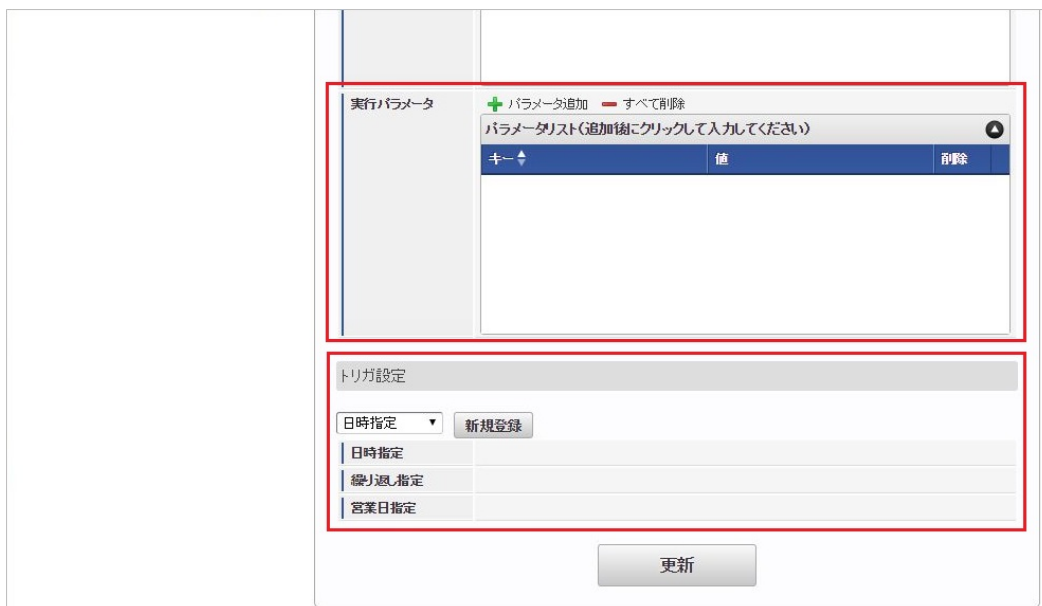 実行パラメータ パラメータ追加 すべて削除
パラメータリスト(追加後にクリックして入力してください)
キー 値 削除
トリガ設定
日時指定 新規登録
日時指定
繰り返し指定
営業日指定
更新